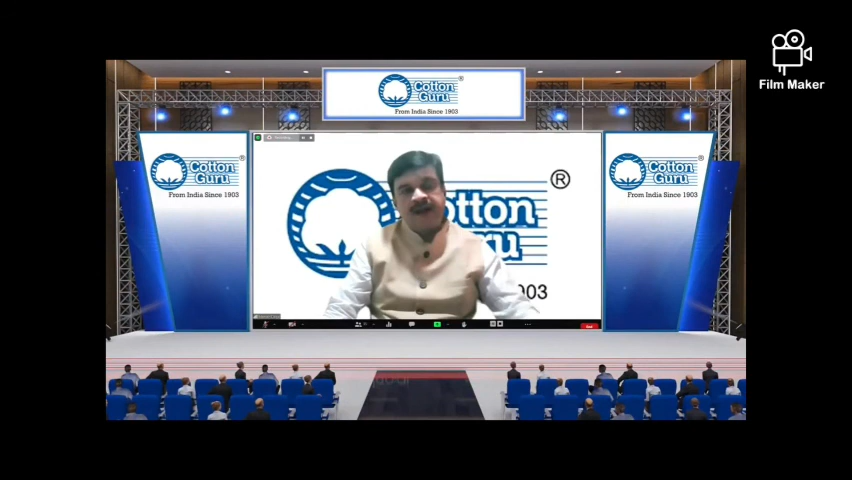 Film Maker
Cotton®
Guru
From India Since 1903
Cotton®
Guru
From India Since 1903
otton®
ru
903
Cotton®
Guru
From India Since 1903